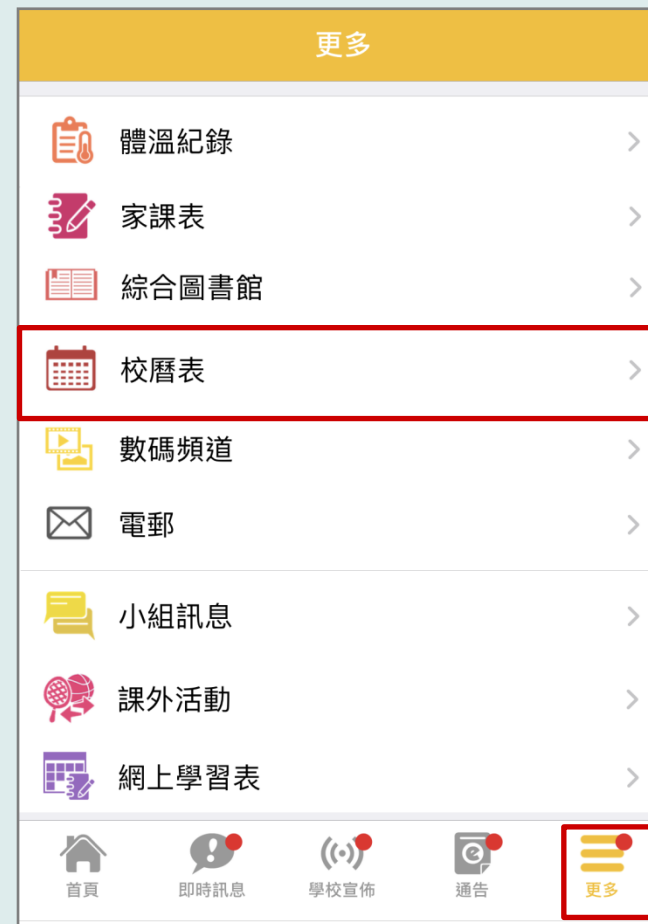 更多
體溫紀錄
家課表
綜合圖書館
校曆表
數碼頻道
電郵
小組訊息
課外活動
網上學習表
首頁 即時訊息 學校宣佈 通告 更多